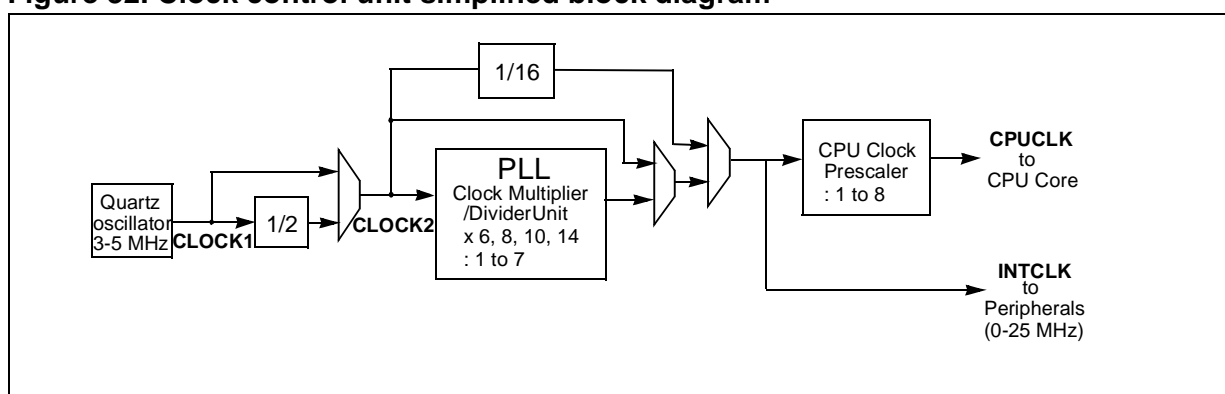 Figure 52. Clock control unit simplified block diagram
1/16
Quartz
oscillator
3-5 MHz
CLOCK1
1/2
CLOCK2
PLL
Clock Multiplier
/DividerUnit
x 6, 8, 10, 14
: 1 to 7
CPU Clock
Prescaler
: 1 to 8
CPUCLK
to
CPU Core
INTCLK
to
Peripherals
(0-25 MHz)